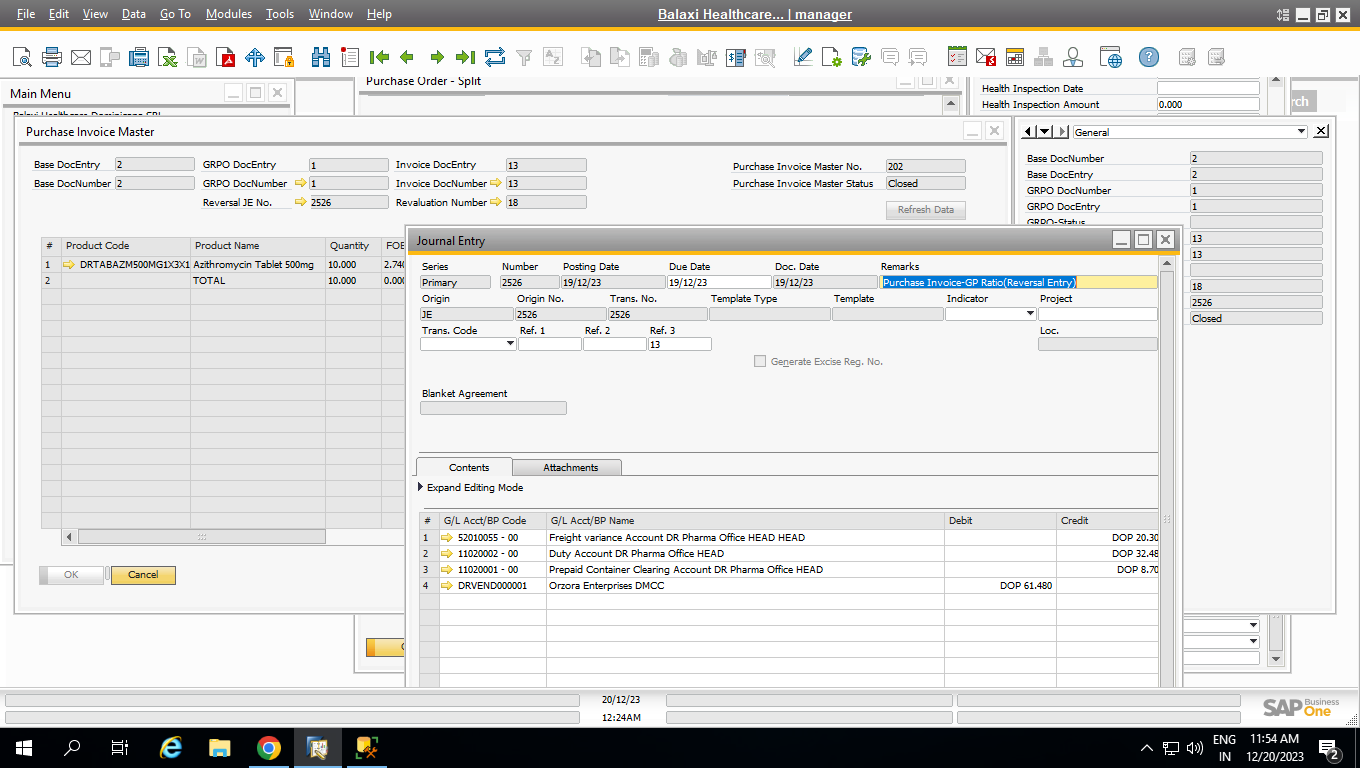 File Edit View Data Go To Modules Tools Window Help
Balaxi Healthcare... | manager
Main Menu
Purchase Order - Split
Health Inspection Date
Health Inspection Amount 0.000
rch
Purchase Invoice Master
Base DocEntry 2 GRPO DocEntry 1 Invoice DocEntry 13 Purchase Invoice Master No. 202
Base DocNumber 2 GRPO DocNumber 1 Invoice DocNumber 13 Purchase Invoice Master Status Closed
Reversal JE No. 2526 Revaluation Number 18
Refresh Data
# Product Code Product Name Quantity FOB
1 DRTABAZM500MG1X3X1 Azithromycin Tablet 500mg 10.000 2.740
2 TOTAL 10.000 0.000
OK Cancel
General
Base DocNumber 2
Base DocEntry 2
GRPO DocNumber 1
GRPO DocEntry 1
GRPO-Status
13
13
18
2526
Closed
Journal Entry
Series Number Posting Date Due Date Doc. Date Remarks
Primary 2526 19/12/23 19/12/23 19/12/23 Purchase Invoice-GP Ratio(Reversal Entry)
Origin Origin No. Trans. No. Template Type Template Indicator Project
JE 2526 2526
Trans. Code Ref. 1 Ref. 2 Ref. 3 Loc.
13
Generate Excise Reg. No.
Blanket Agreement
Contents Attachments
Expand Editing Mode
# G/L Acct/BP Code G/L Acct/BP Name Debit Credit
1 52010055 - 00 Freight variance Account DR Pharma Office HEAD HEAD DOP 20.30
2 11020002 - 00 Duty Account DR Pharma Office HEAD DOP 32.48
3 11020001 - 00 Prepaid Container Clearing Account DR Pharma Office HEAD DOP 8.70
4 DRVEND000001 Orzora Enterprises DMCC DOP 61.480
20/12/23
12:24AM
SAP Business One
ENG 11:54 AM
IN 12/20/2023 2